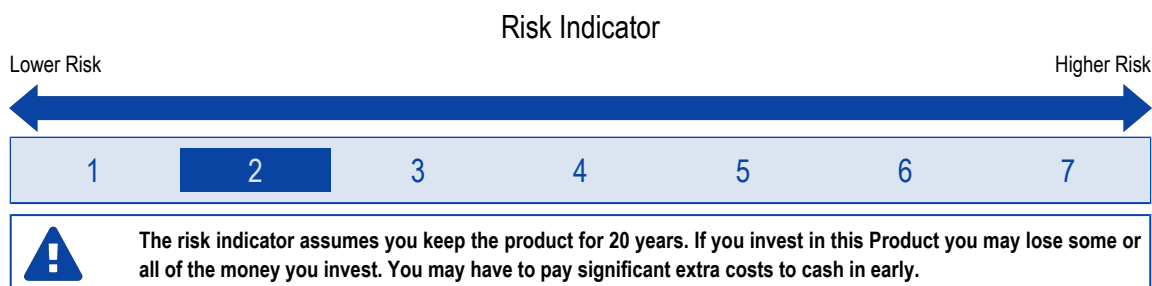 Risk Indicator
Lower Risk Higher Risk
1 2 3 4 5 6 7
The risk indicator assumes you keep the product for 20 years. If you invest in this Product you may lose some or
all of the money you invest. You may have to pay significant extra costs to cash in early.